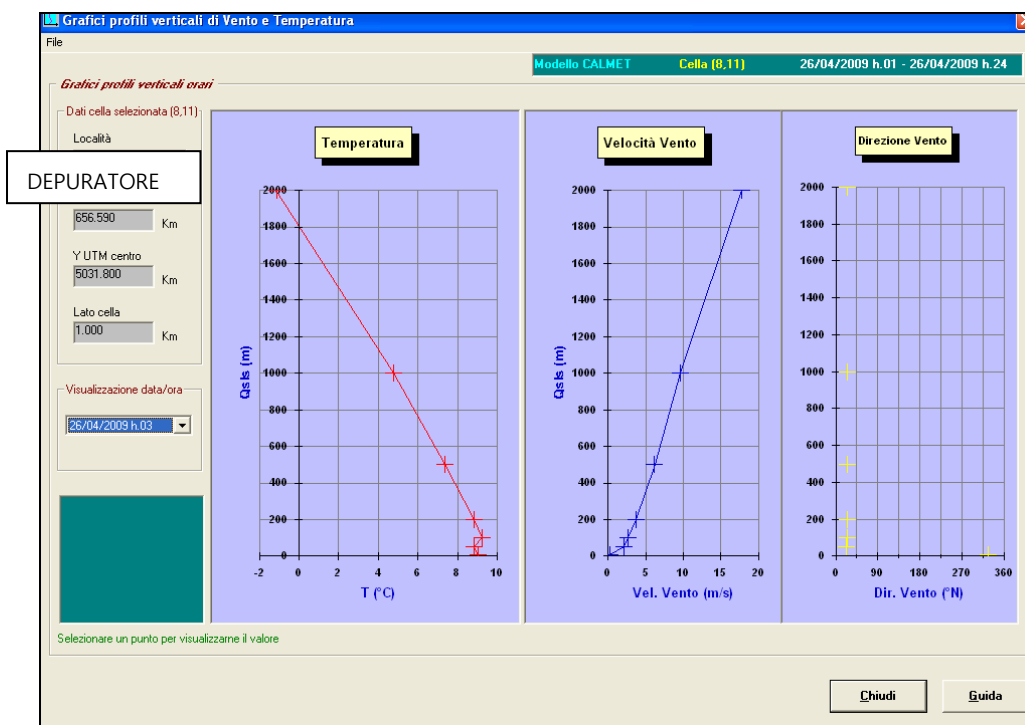 Grafici profili verticali di Vento e Temperatura
File
Modello CALMET Cella (8,11) 26/04/2009 h.01 - 26/04/2009 h.24
Grafici profili verticali orari
Dati cella selezionata (8,11)
Località
DEPURATORE
656.590 Km
Y UTM centro
5031.800 Km
Lato cella
1.000 Km
Visualizzazione data/ora
26/04/2009 h.03
Selezionare un punto per visualizzarne il valore
Temperatura
2000
1800
1600
1400
1200
1000
800
600
400
200
0
Qsls (m)
-2 0 2 4 6 8 10
T (°C)
Velocità Vento
2000
1800
1600
1400
1200
1000
800
600
400
200
0
Qsls (m)
0 5 10 15 20
Vel. Vento (m/s)
Direzione Vento
2000
1800
1600
1400
1200
1000
800
600
400
200
0
0 90 180 270 360
Dir. Vento (°N)
Chiudi Guida